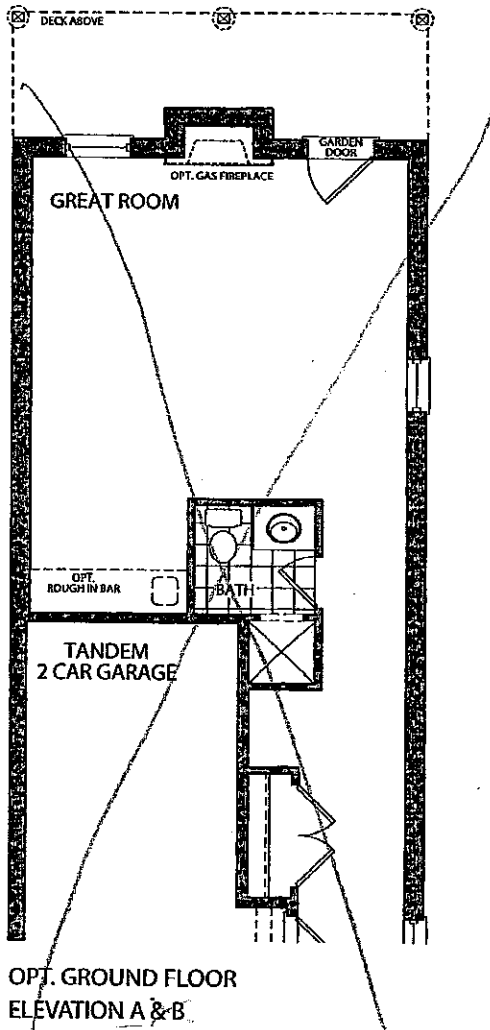 DECK ABOVE
GARDEN
DOOR
OPT. GAS FIREPLACE
GREAT ROOM
OPT.
ROUGH IN BAR
BATH
TANDEM
2 CAR GARAGE
OPT. GROUND FLOOR
ELEVATION A & B